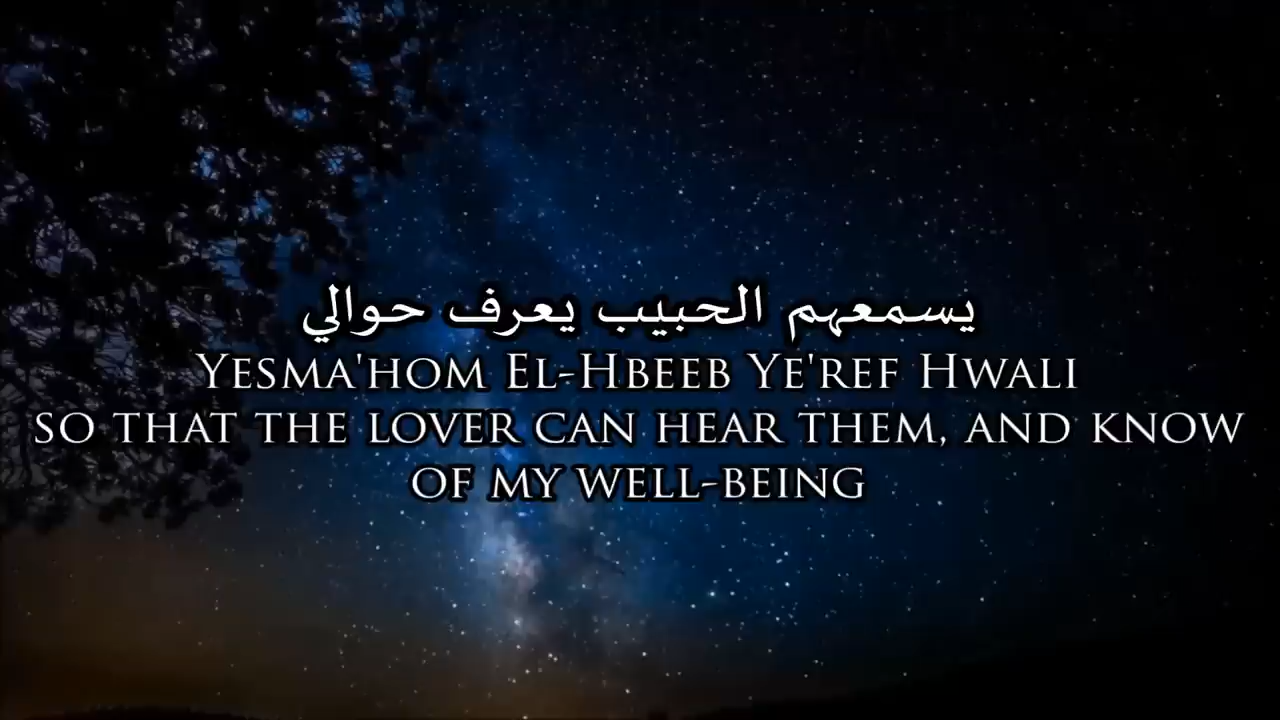 يسمعهم الحبيب يعرف حوالي
YESMA'HOM EL-HBEEB YE'REF HWALI
SO THAT THE LOVER CAN HEAR THEM, AND KNOW
OF MY WELL-BEING